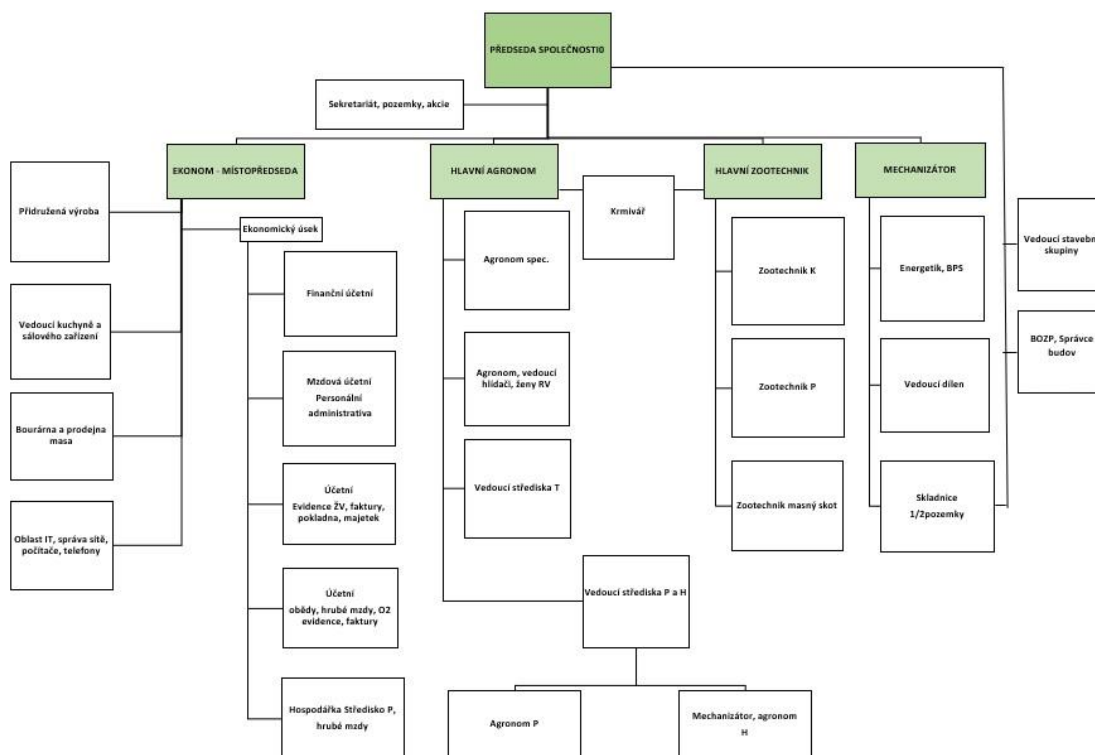 PŘEDSEDA SPOLEČNOSTI0
Sekretariát, pozemky, akcie
EKONOM - MÍSTOPŘEDSEDA
HLAVNÍ AGRONOM
HLAVNÍ ZOOTECHNIK
MECHANIZÁTOR
Přidružená výroba
Ekonomický úsek
Krmivář
Vedoucí stavební
skupiny
Agronom spec.
Zootechnik K
Energetik, BPS
Finanční účetní
Vedoucí kuchyně a
sálového zařízení
BOZP, Správce
budov
Mzdová účetní
Personální
administrativa
Agronom, vedoucí
hlídači, ženy RV
Zootechnik P
Vedoucí dílen
Bourárna a prodejna
masa
Účetní
Evidence ŽV, faktury,
pokladna, majetek
Vedoucí střediska T
Zootechnik masný skot
Skladnice
1/2pozemky
Oblast IT, správa sítě,
počítače, telefony
Účetní
obědy, hrubé mzdy, O2
evidence, faktury
Vedoucí střediska P a H
Hospodářka Středisko P,
hrubé mzdy
Agronom P
Mechanizátor, agronom
H